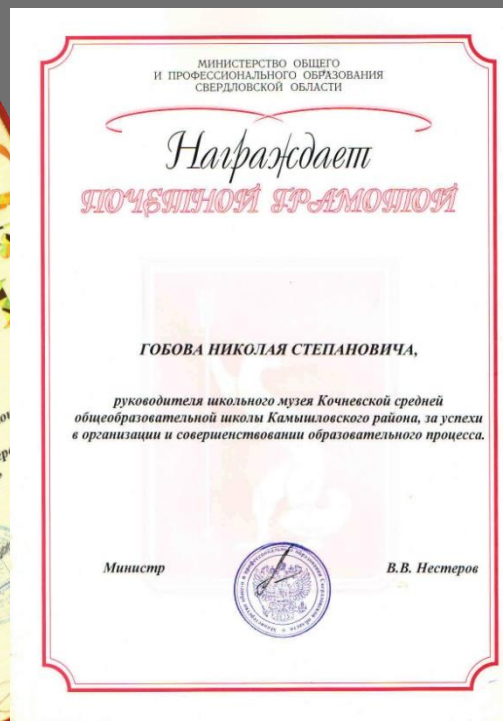 МИНИСТЕРСТВО ОБЩЕГО
И ПРОФЕССИОНАЛЬНОГО ОБРАЗОВАНИЯ
СВЕРДЛОВСКОЙ ОБЛАСТИ
Награждает
ПОЧЕТНОЙ ГРАМОТОЙ
ГОБОВА НИКОЛАЯ СТЕПАНОВИЧА,
руководителя школьного музея Кочневской средней
общеобразовательной школы Камышловского района, за успехи
в организации и совершенствовании образовательного процесса.
Министр В.В. Нестеров